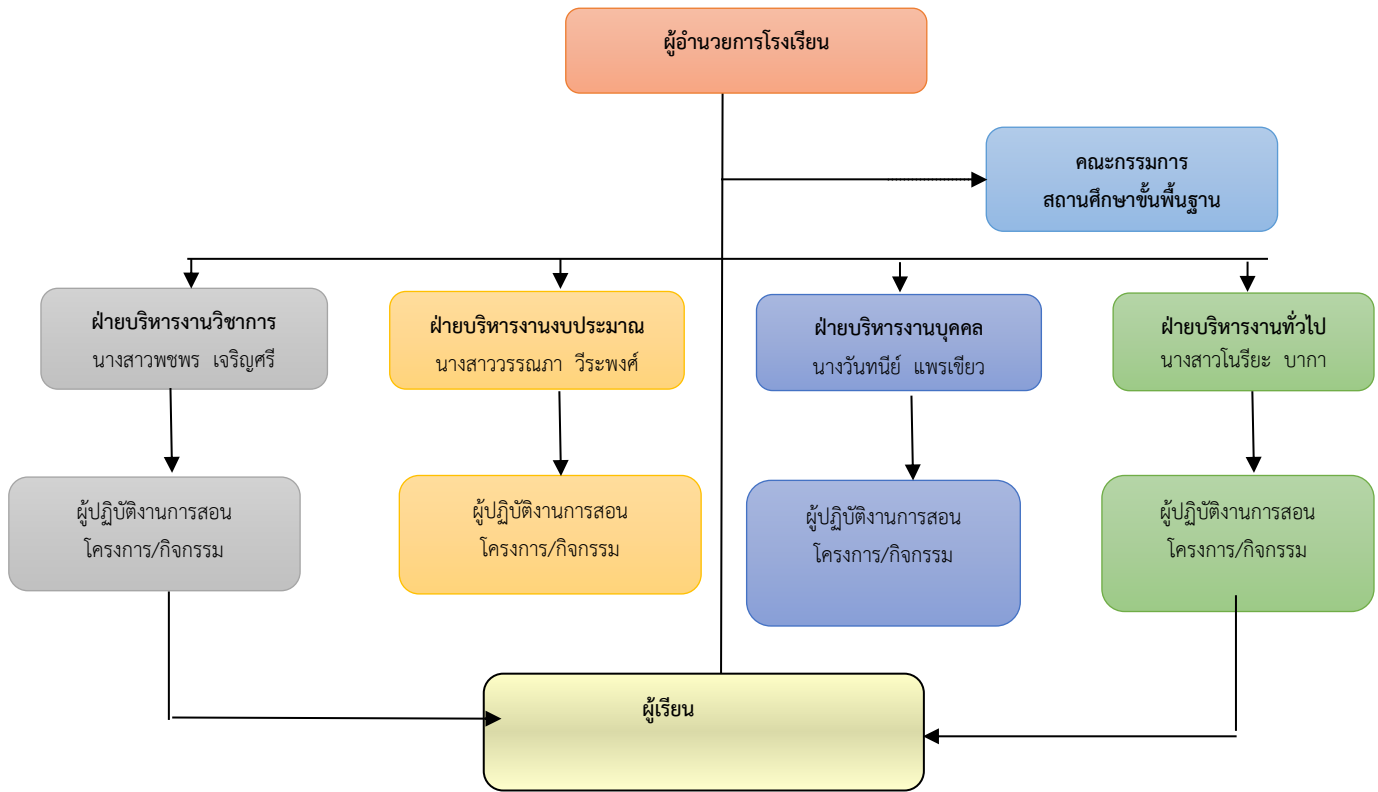 ผู้อำนวยการโรงเรียน
คณะกรรมการ
สถานศึกษาขั้นพื้นฐาน
ฝ่ายบริหารงานวิชาการ
นางสาวพชพร เจริญศรี
ฝ่ายบริหารงานงบประมาณ
นางสาววรรณภา วีระพงศ์
ฝ่ายบริหารงานบุคคล
นางวันทนีย์ แพรเขียว
ฝ่ายบริหารงานทั่วไป
นางสาวโนรียะ บากา
ผู้ปฏิบัติงานการสอน
โครงการ/กิจกรรม
ผู้ปฏิบัติงานการสอน
โครงการ/กิจกรรม
ผู้ปฏิบัติงานการสอน
โครงการ/กิจกรรม
ผู้ปฏิบัติงานการสอน
โครงการ/กิจกรรม
ผู้เรียน